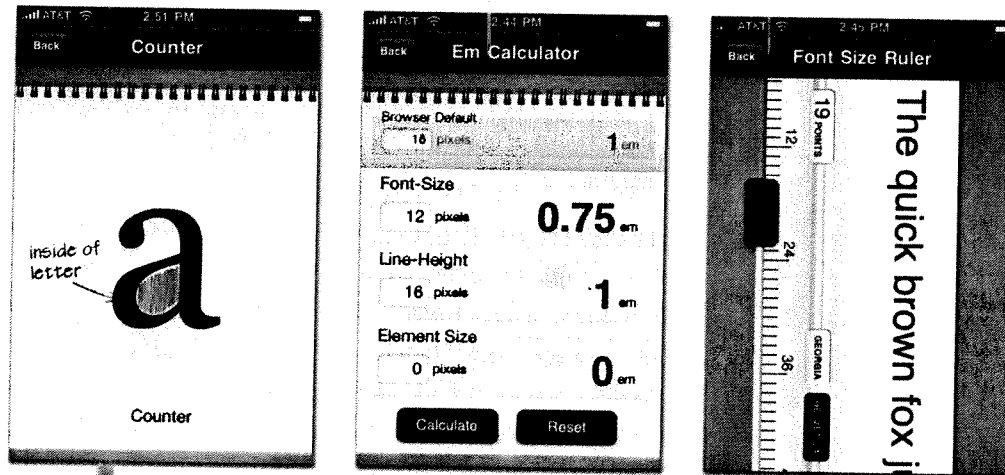 AT&T 2:51 PM
Back Counter
inside of
letter
a
Counter
AT&T 2:44 PM
Back Em Calculator
Browser Default
16 pixels 1 em
Font-Size
12 pixels 0.75 em
Line-Height
16 pixels 1 em
Element Size
0 pixels 0 em
Calculate Reset
AT&T 2:45 PM
Back Font Size Ruler
The quick brown fox j
19 POINTS
GEORGIA
12
24
36